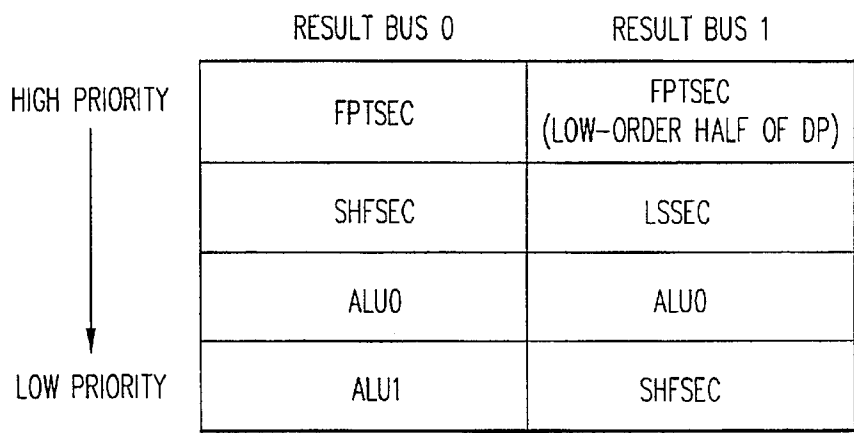 RESULT BUS 0 RESULT BUS 1
HIGH PRIORITY FPTSEC FPTSEC
(LOW-ORDER HALF OF DP)
SHFSEC LSSEC
ALU0 ALU0
LOW PRIORITY ALU1 SHFSEC